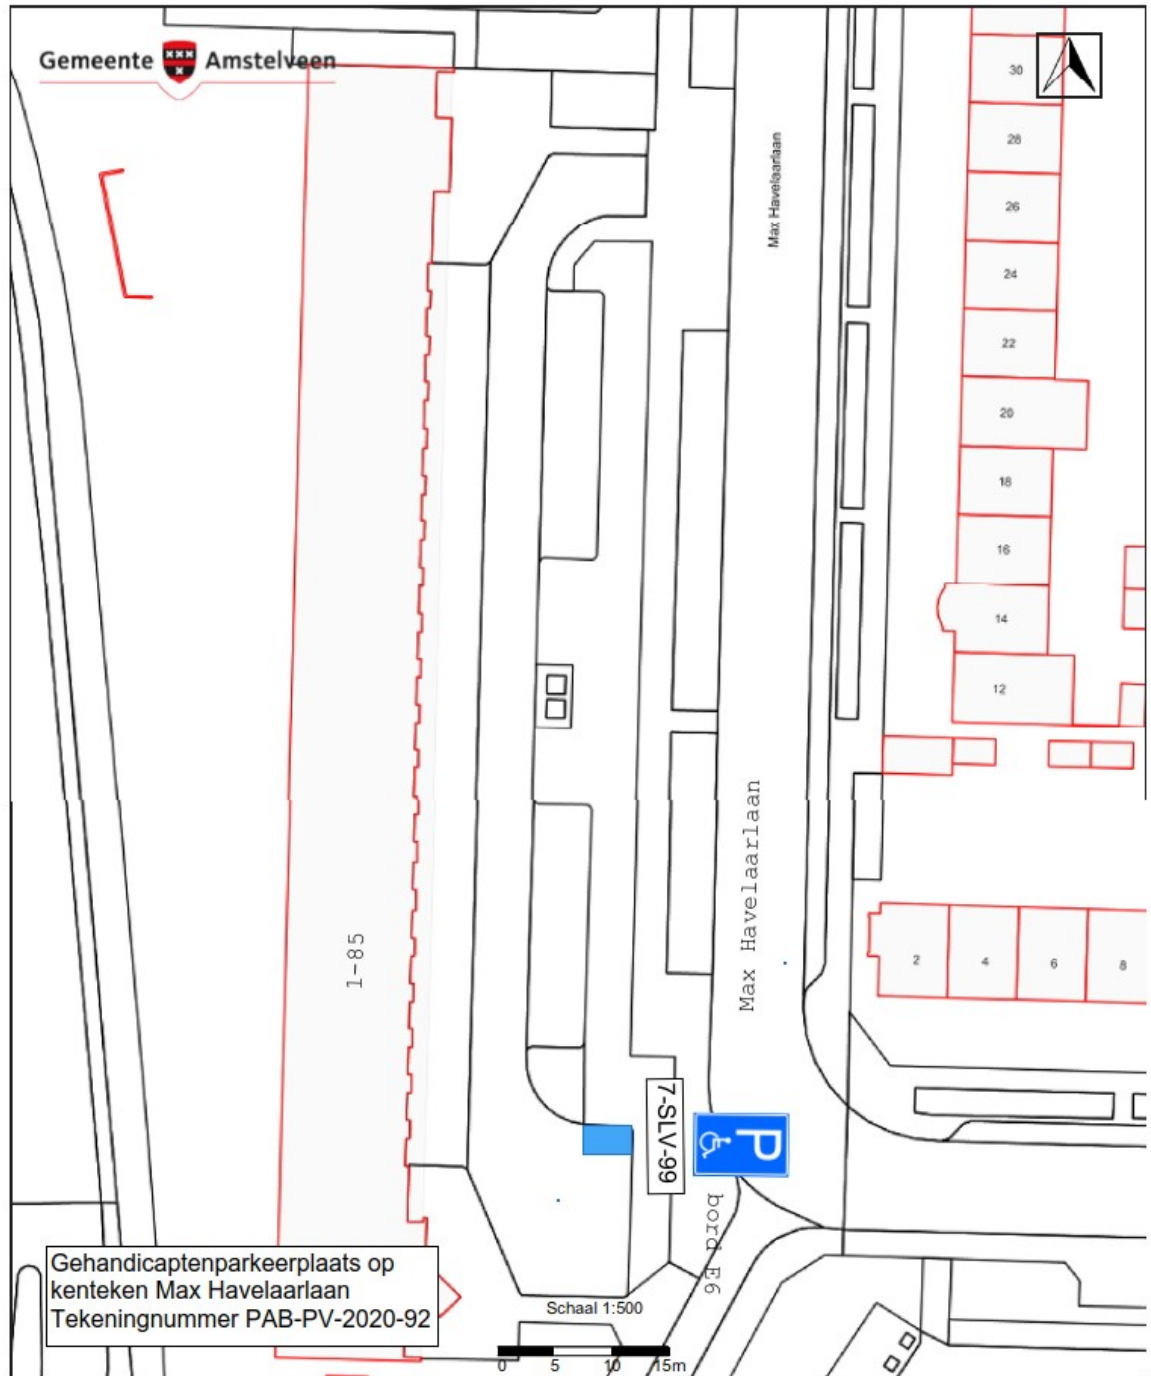 Gemeente Amstelveen
30
28
26
24
22
20
18
16
14
12
Max Havelaarlaan
Max Havelaarlaan
1-85
2 4 6 8
7-SLV-99
P
bord E6
Gehandicaptenparkeerplaats op
kenteken Max Havelaarlaan
Tekeningnummer PAB-PV-2020-92
Schaal 1:500
0 5 10 15m